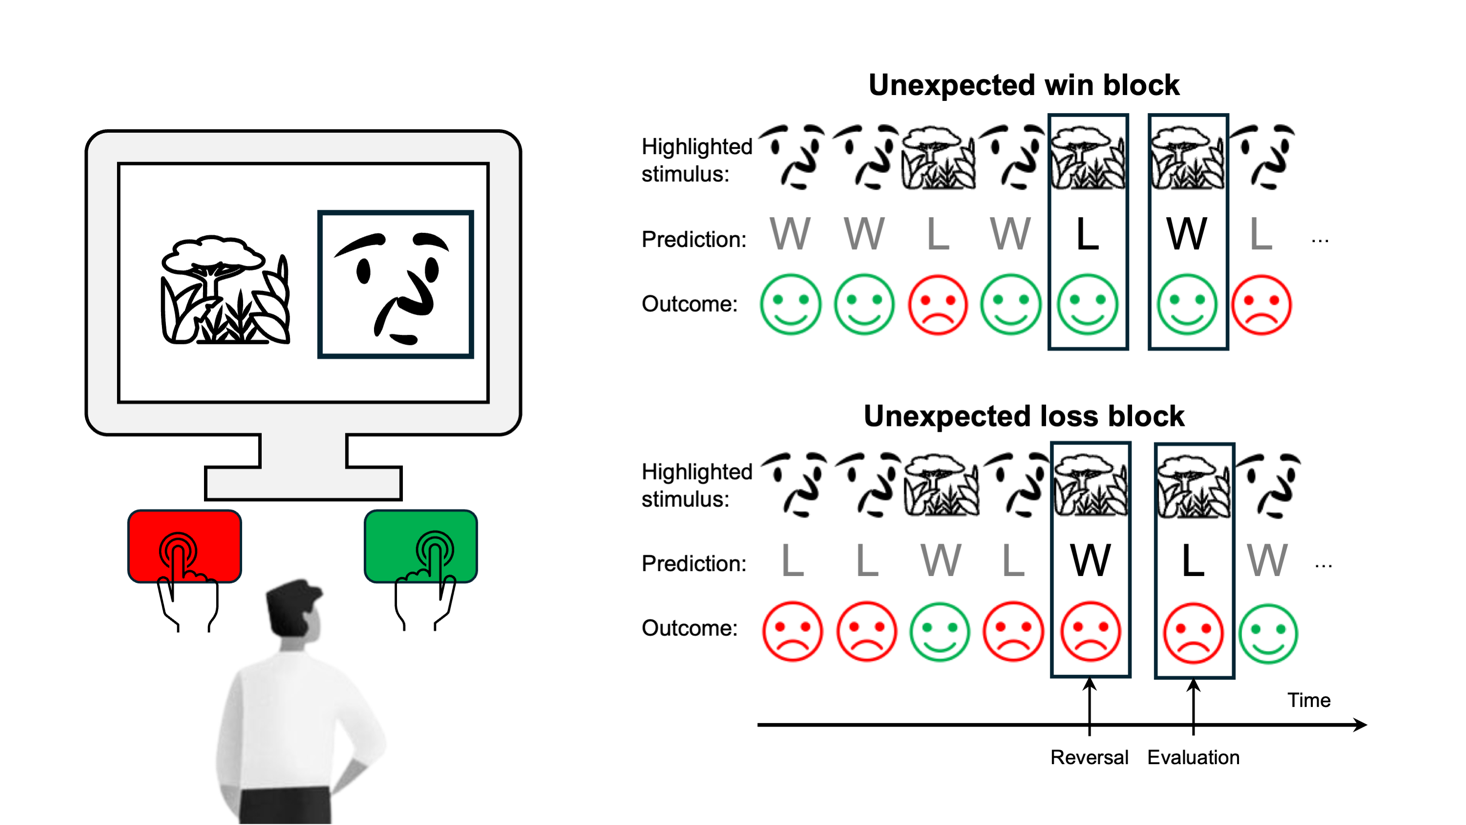 Unexpected win block
Highlighted
stimulus:
Prediction: W W L W L W L ...
Outcome:
Unexpected loss block
Highlighted
stimulus:
Prediction: L L W L W L W ...
Outcome:
Time
Reversal Evaluation